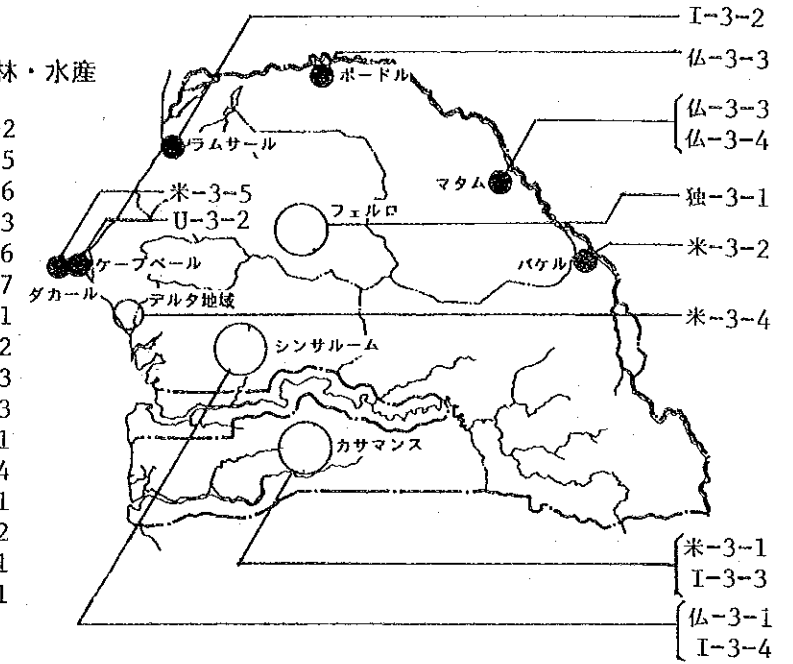 林・水産
2
5
6
3
6
7
1
2
3
3
1
4
1
2
1
1
I-3-2
仏-3-3
ポードル
仏-3-3
仏-3-4
ラムサール
マタム
米-3-5
U-3-2
フェルロ
独-3-1
米-3-2
バケル
ケープベール
ダカール
デルタ地域
米-3-4
シンサルーム
カサマンス
米-3-1
I-3-3
仏-3-1
I-3-4